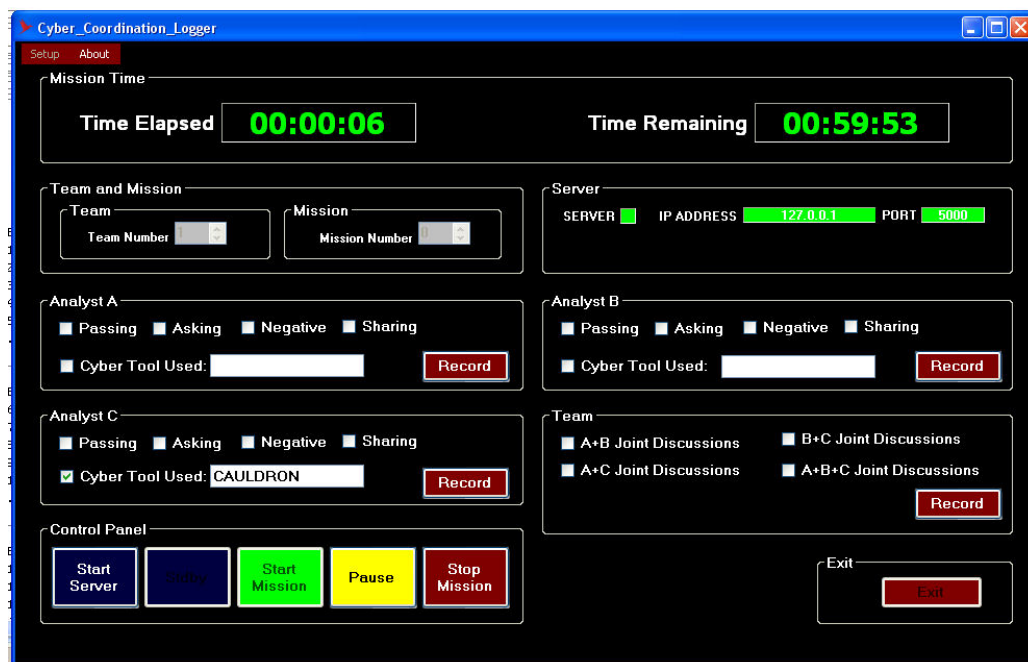 Cyber_Coordination_Logger
Setup About
Mission Time
Time Elapsed 00:00:06 Time Remaining 00:59:53
Team and Mission
Team
Team Number 1
Mission
Mission Number 0
Server
SERVER IP ADDRESS 127.0.0.1 PORT 5000
Analyst A
Passing Asking Negative Sharing
Cyber Tool Used: Record
Analyst B
Passing Asking Negative Sharing
Cyber Tool Used: Record
Analyst C
Passing Asking Negative Sharing
Cyber Tool Used: CAULDRON Record
Team
A+B Joint Discussions B+C Joint Discussions
A+C Joint Discussions A+B+C Joint Discussions
Record
Control Panel
Start Server
Start Mission
Pause
Stop Mission
Exit
Exit